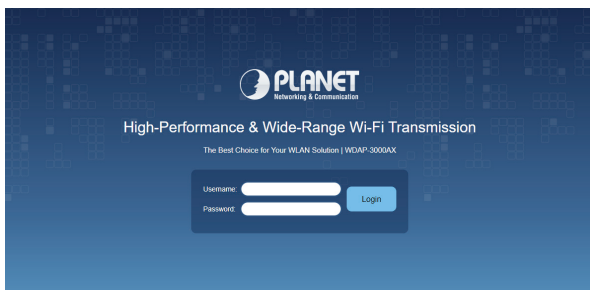 PLANET
Networking & Communication
High-Performance & Wide-Range Wi-Fi Transmission
The Best Choice for Your WLAN Solution | WDAP-3000AX
Username:
Login
Password: